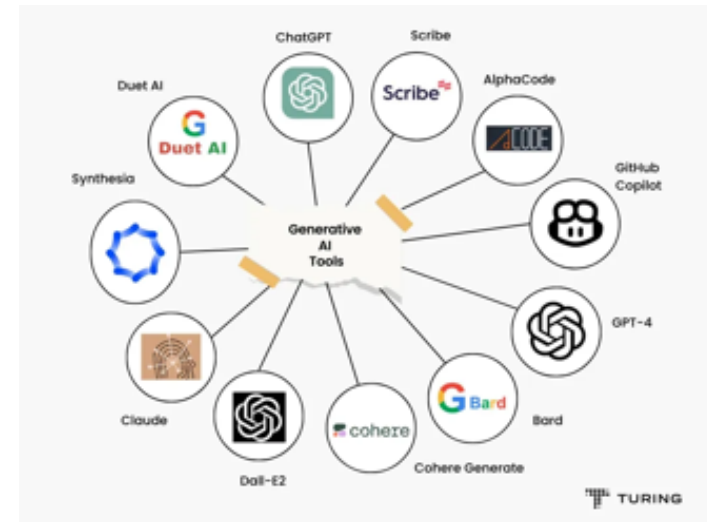 ChatGPT
Scribe
Scribe
Duet AI
G
Duet AI
AlphaCode
CODE
GitHub
Copilot
Synthesia
Generative
AI
Tools
GPT-4
Claude
G Bard
Bard
cohere
Cohere Generate
Dall-E2
TURING